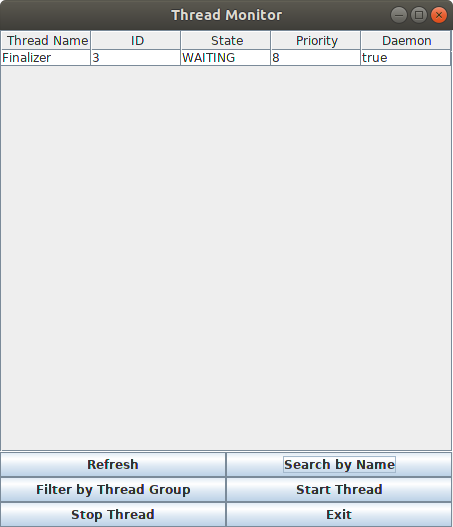 Thread Monitor
Thread Name ID State Priority Daemon
Finalizer 3 WAITING 8 true
Refresh Search by Name
Filter by Thread Group Start Thread
Stop Thread Exit